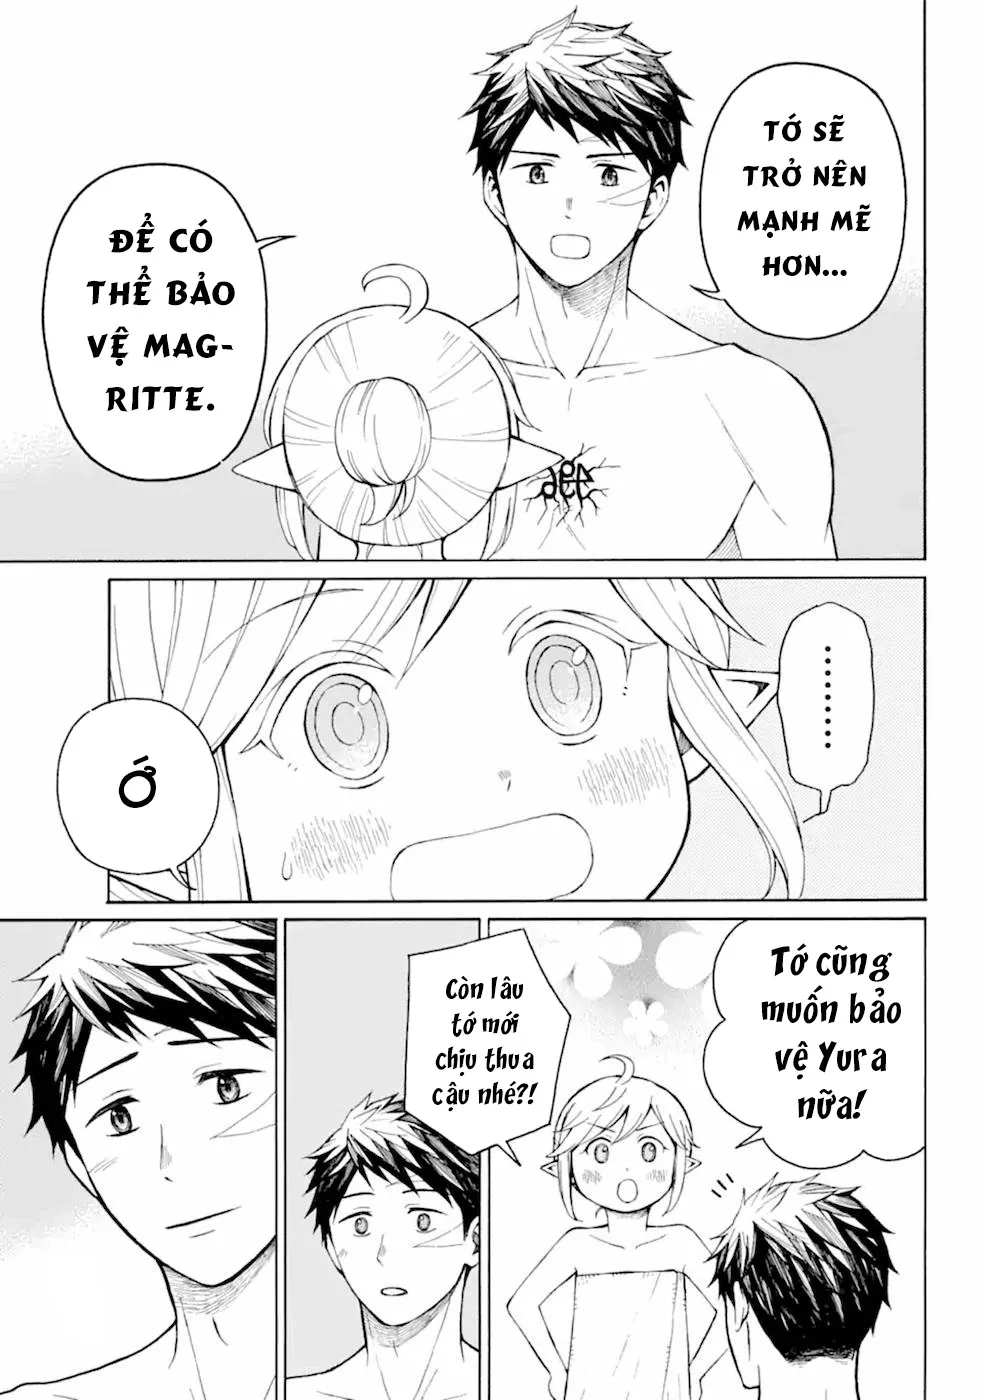 TỚ SẼ
TRỞ NÊN
MẠNH MẼ
HƠN...
ĐỂ CÓ
THỂ BẢO
VỆ MAG-
RITTE.
.........
Ớ
Tớ cũng
muốn bảo
vệ Yura
nữa!
Còn lâu
tớ mới
chịu thua
cậu nhé?!